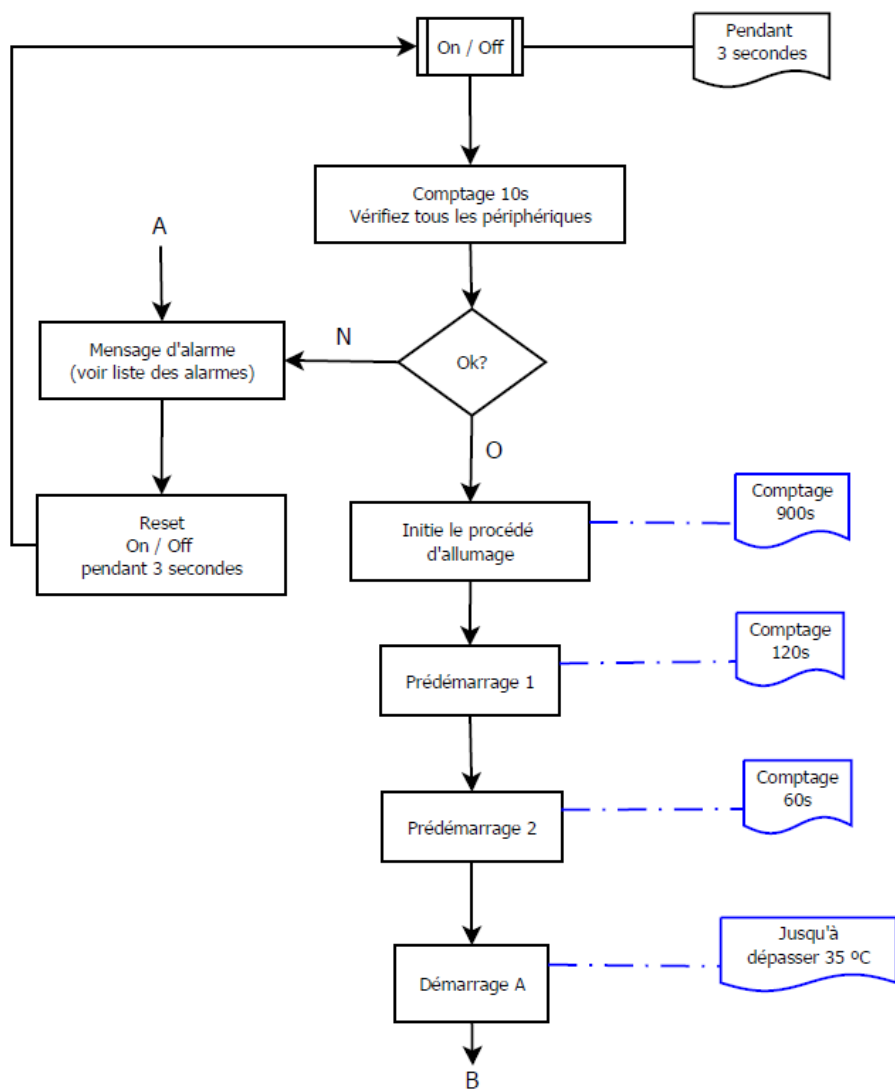 On / Off
Pendant
3 secondes
Comptage 10s
Vérifiez tous les périphériques
A
Mensage d'alarme
(voir liste des alarmes)
N
Ok?
O
Reset
On / Off
pendant 3 secondes
Initie le procédé
d'allumage
Comptage
900s
Prédémarrage 1
Comptage
120s
Prédémarrage 2
Comptage
60s
Démarrage A
Jusqu'à
dépasser 35 ºC
B